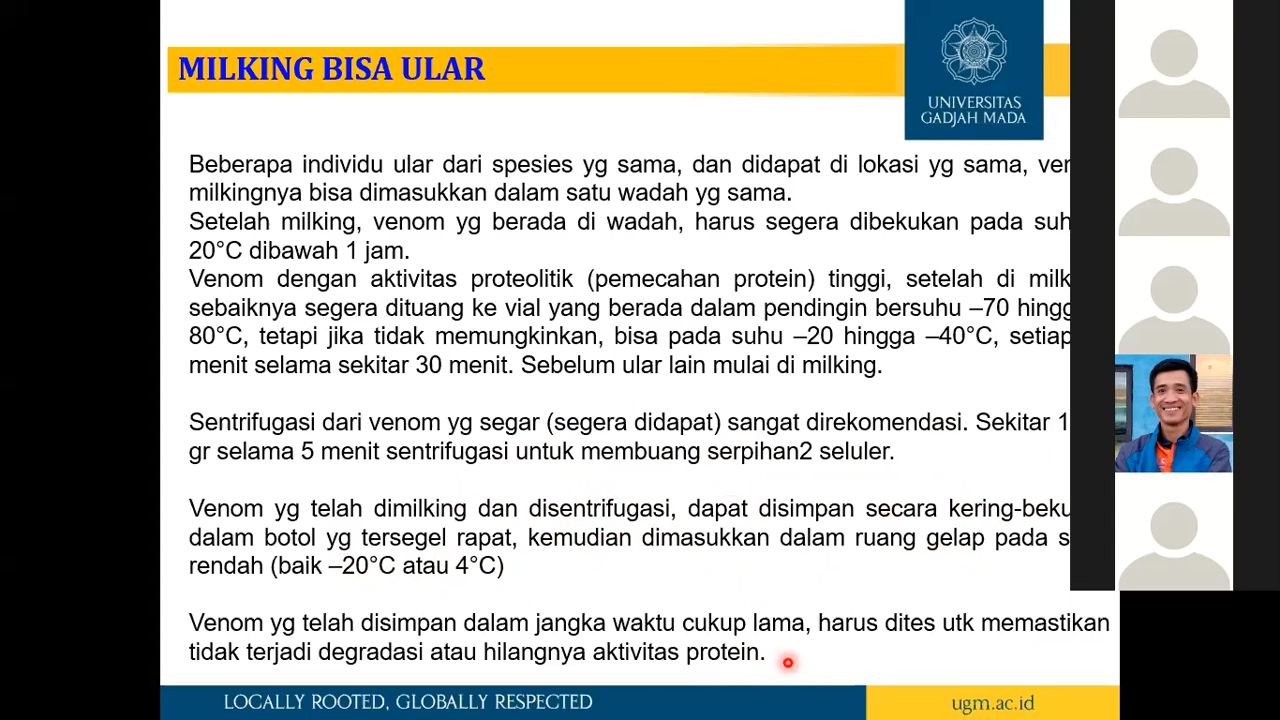 MILKING BISA ULAR
UNIVERSITAS
GADJAH MADA
Beberapa individu ular dari spesies yg sama, dan didapat di lokasi yg sama,
milkingnya bisa dimasukkan dalam satu wadah yg sama.
Setelah milking, venom yg berada di wadah, harus segera dibekukan pada
20°C dibawah 1 jam.
Venom dengan aktivitas proteolitik (pemecahan protein) tinggi, setelah di
sebaiknya segera dituang ke vial yang berada dalam pendingin bersuhu –70
80°C, tetapi jika tidak memungkinkan, bisa pada suhu –20 hingga –40°C, setiap
menit selama sekitar 30 menit. Sebelum ular lain mulai di milking.
Sentrifugasi dari venom yg segar (segera didapat) sangat direkomendasi. Sekitar
gr selama 5 menit sentrifugasi untuk membuang serpihan2 seluler.
Venom yg telah dimilking dan disentrifugasi, dapat disimpan secara kering-beku
dalam botol yg tersegel rapat, kemudian dimasukkan dalam ruang gelap pada
rendah (baik –20°C atau 4°C)
Venom yg telah disimpan dalam jangka waktu cukup lama, harus dites utk memastikan
tidak terjadi degradasi atau hilangnya aktivitas protein.
LOCALLY ROOTED, GLOBALLY RESPECTED
ugm.ac.id